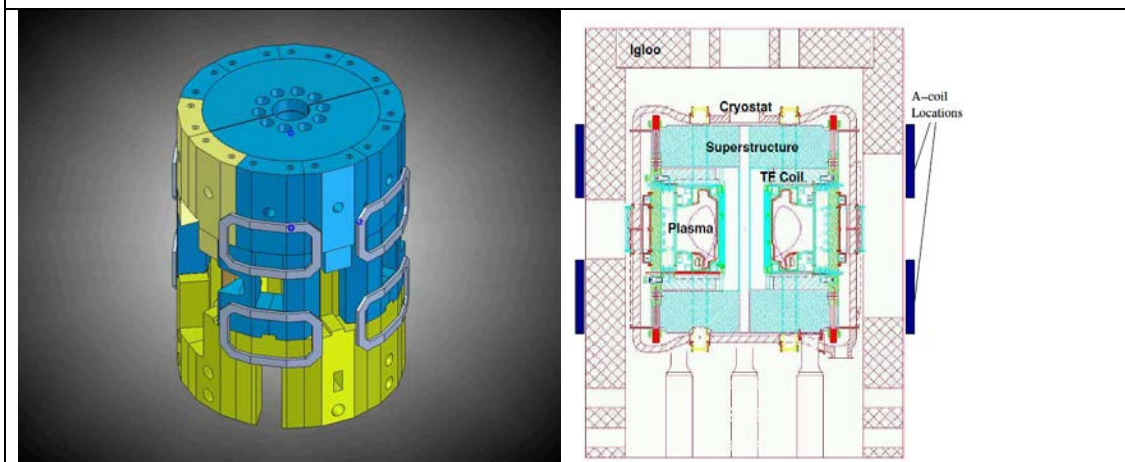 Igloo
Cryostat
A-coil
Locations
Superstructure
TF Coil
Plasma